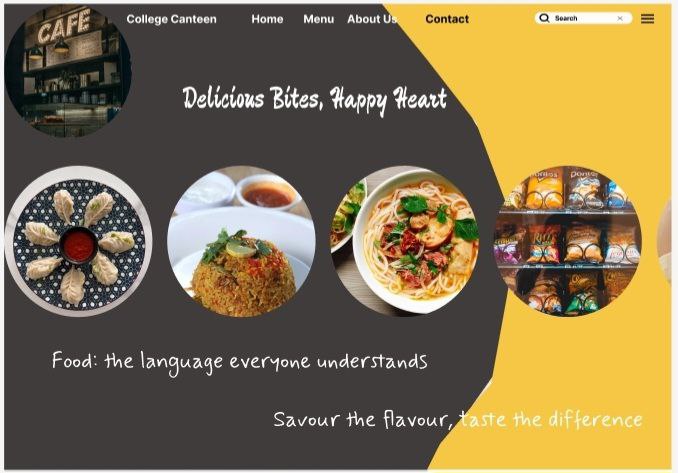 CAFE
College Canteen
Home
Menu
About Us
Contact
Search
Delicious Bites, Happy Heart
Doritos
Food: the language everyone understands
Savour the flavour, taste the difference